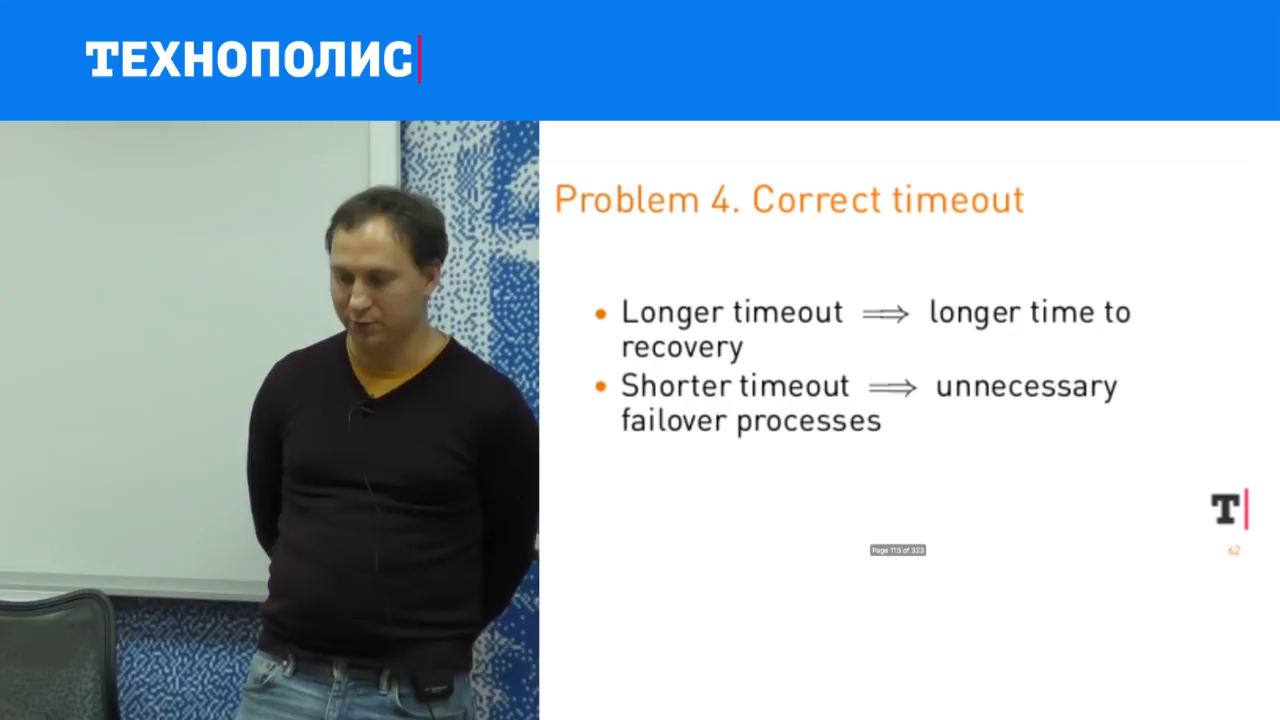 ТЕХНОПОЛИС
Problem 4. Correct timeout
• Longer timeout ⟹ longer time to
recovery
• Shorter timeout ⟹ unnecessary
failover processes
T
Page 113 of 323
62